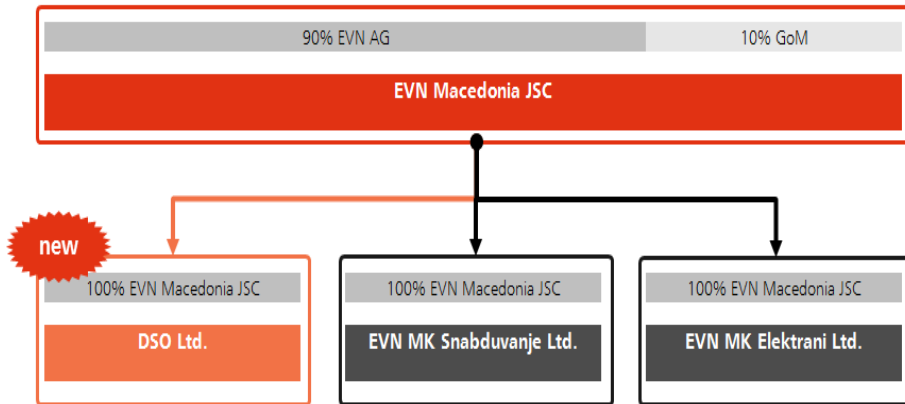 90% EVN AG
10% GoM
EVN Macedonia JSC
new
100% EVN Macedonia JSC
100% EVN Macedonia JSC
100% EVN Macedonia JSC
DSO Ltd.
EVN MK Snabduvanje Ltd.
EVN MK Elektrani Ltd.